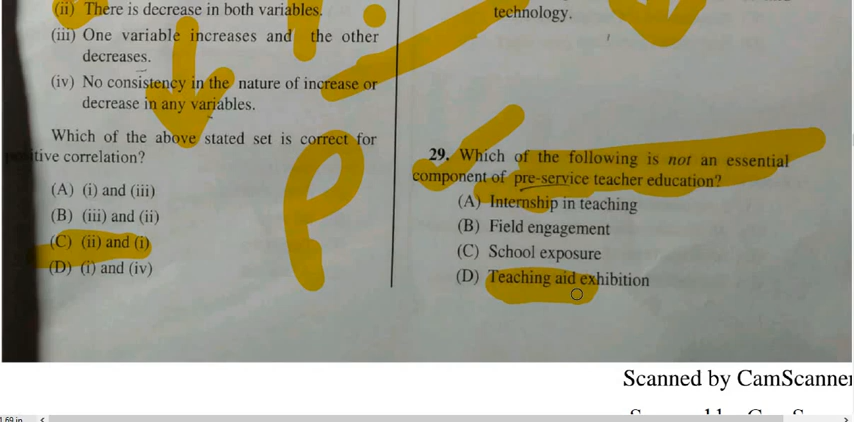 (ii) There is decrease in both variables.
(iii) One variable increases and the other
decreases.
(iv) No consistency in the nature of increase or
decrease in any variables.
Which of the above stated set is correct for
positive correlation?
(A) (i) and (iii)
(B) (iii) and (ii)
(C) (ii) and (i)
(D) (i) and (iv)
technology.
29. Which of the following is not an essential
component of pre-service teacher education?
(A) Internship in teaching
(B) Field engagement
(C) School exposure
(D) Teaching aid exhibition
Scanned by CamScanner
1.69 in